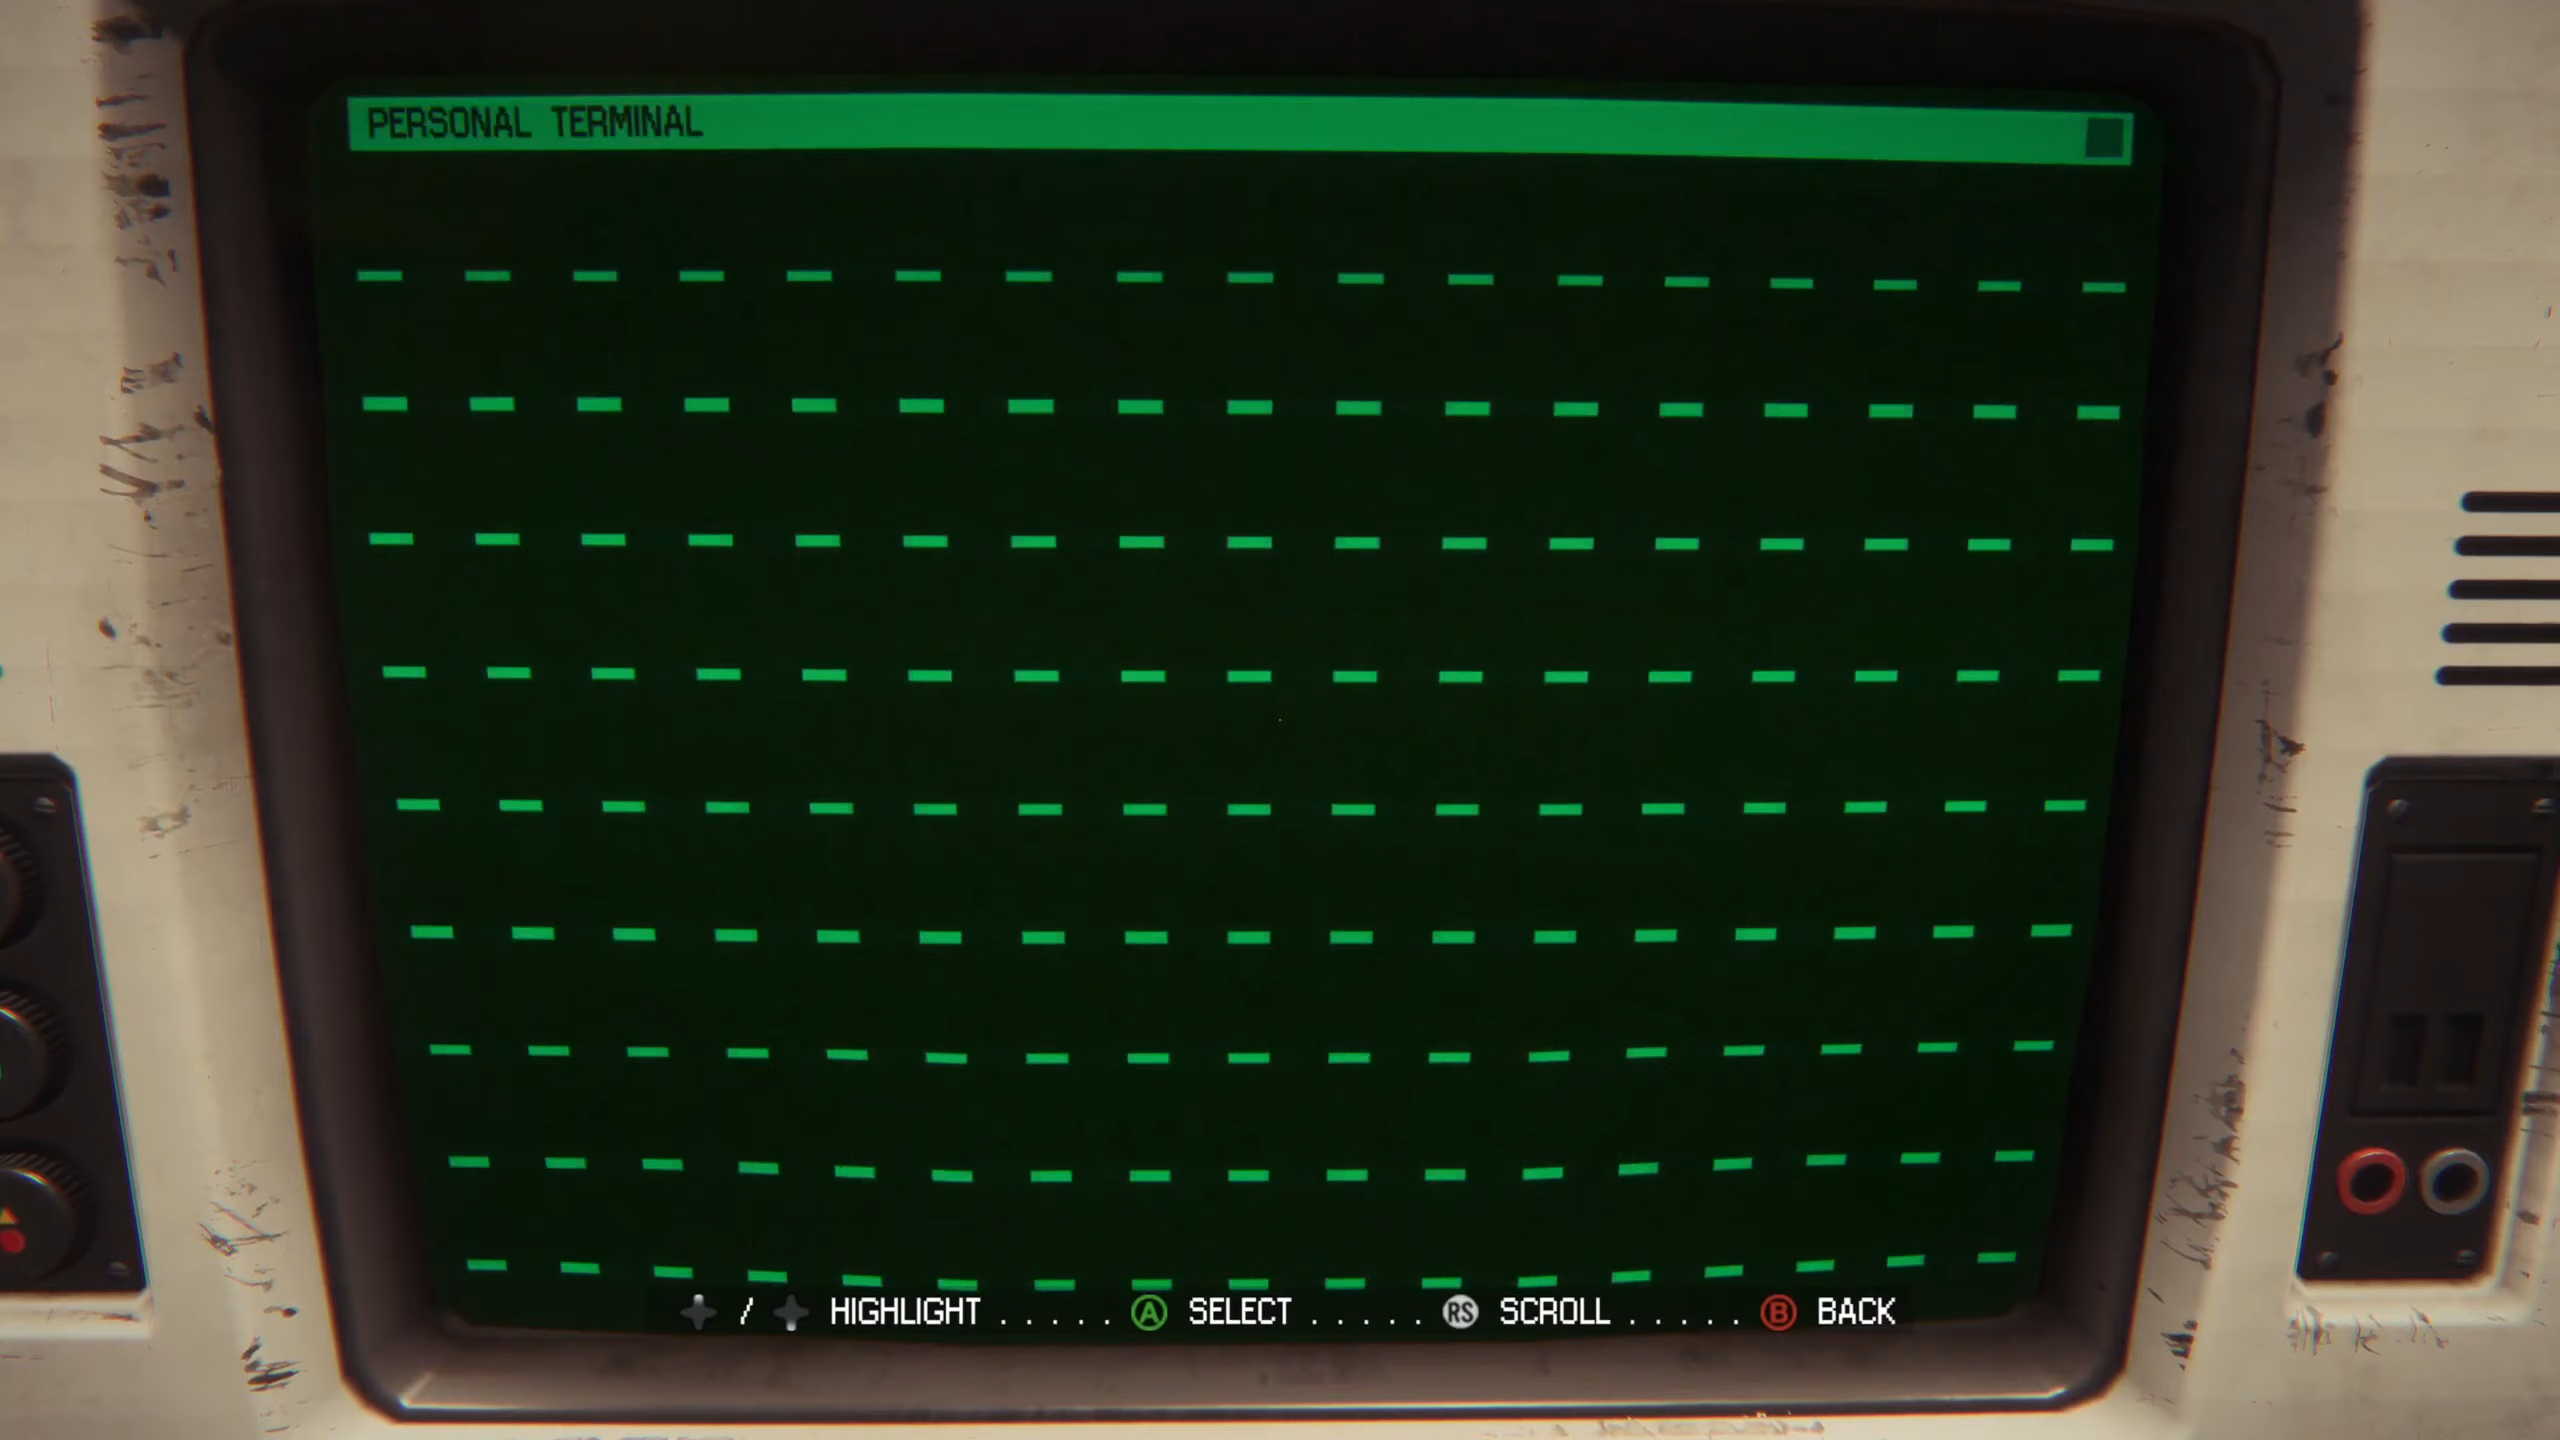 PERSONAL TERMINAL
/ HIGHLIGHT ..... A SELECT ..... RS SCROLL ..... B BACK